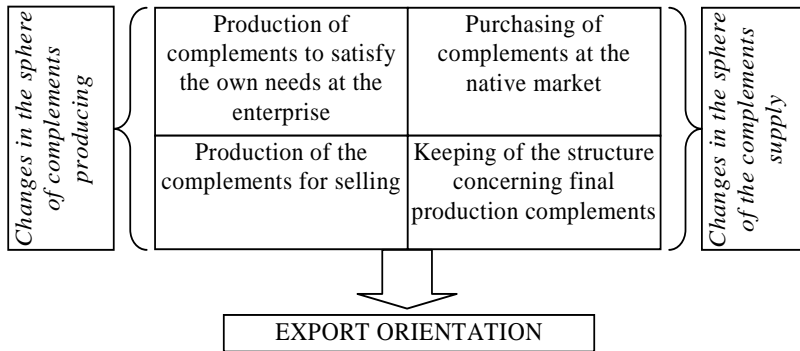 Changes in the sphere
of complements
producing
Production of
complements to satisfy
the own needs at the
enterprise
Purchasing of
complements at the
native market
Production of the
complements for selling
Keeping of the structure
concerning final
production complements
Changes in the sphere
of the complements
supply
EXPORT ORIENTATION